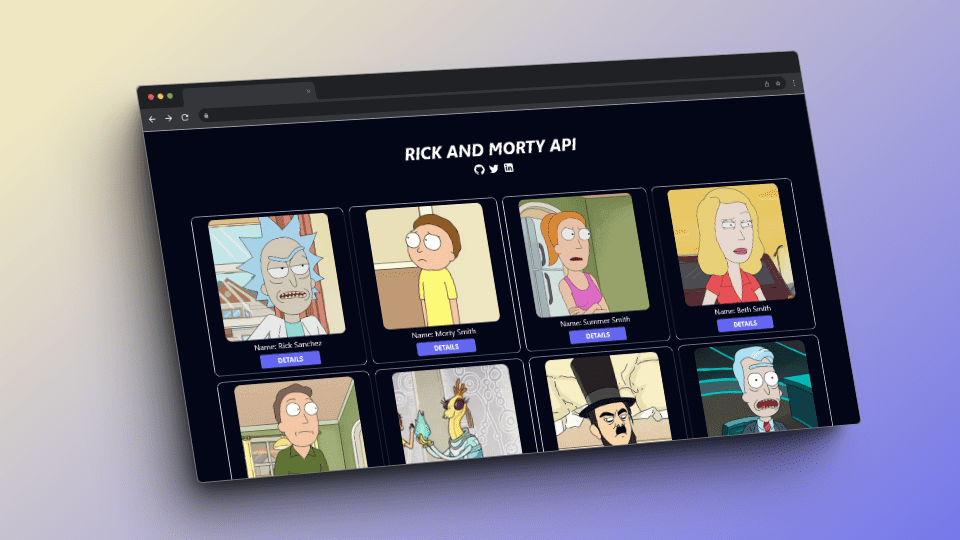 RICK AND MORTY API
Name: Rick Sanchez
DETAILS
Name: Morty Smith
DETAILS
Name: Summer Smith
DETAILS
Name: Beth Smith
DETAILS